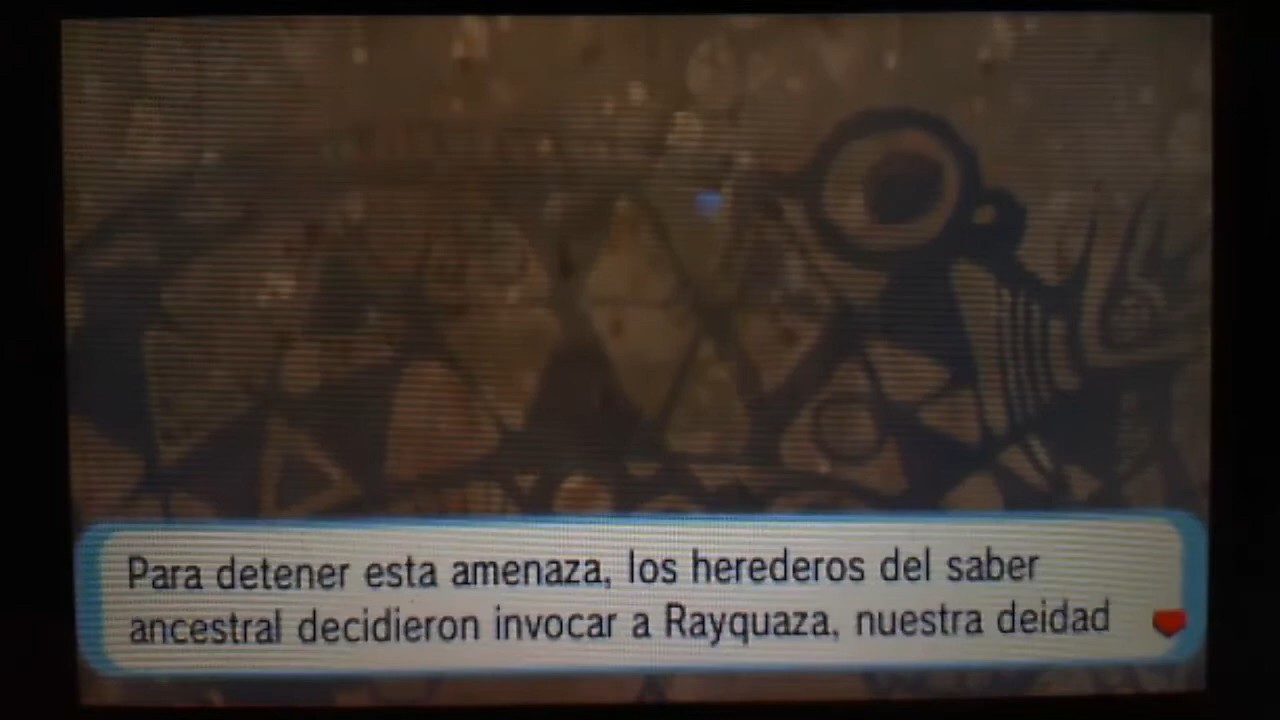 Para detener esta amenaza, los herederos del saber
ancestral decidieron invocar a Rayquaza, nuestra deidad